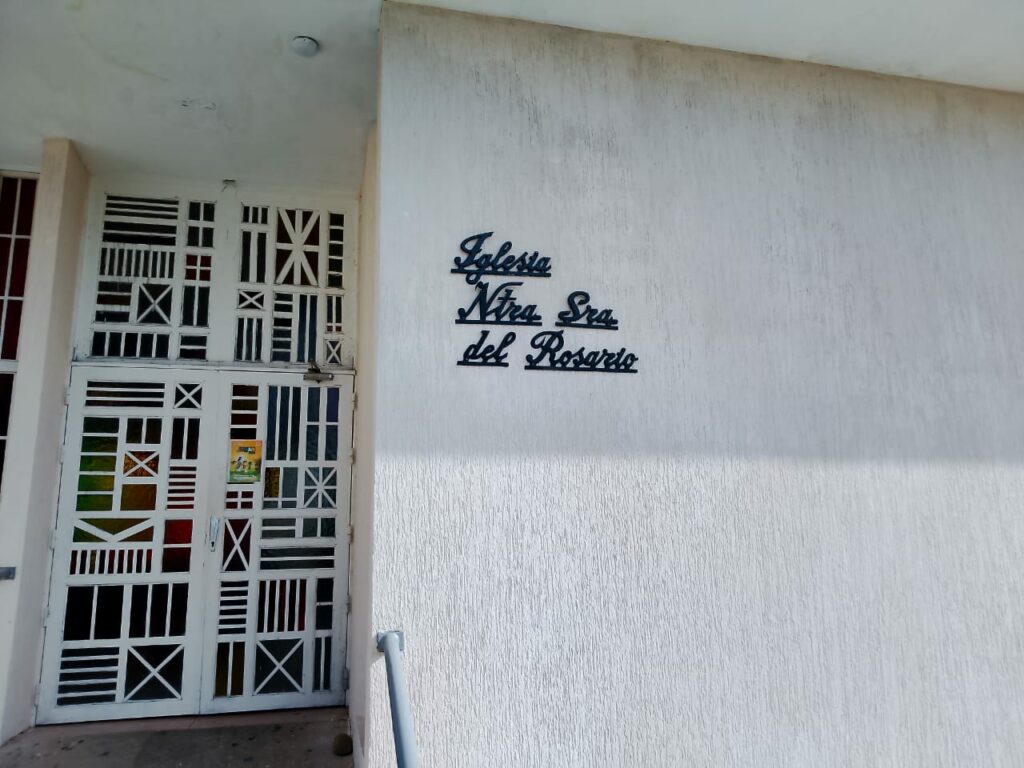 Iglesia
Ntra Sra
del Rosario